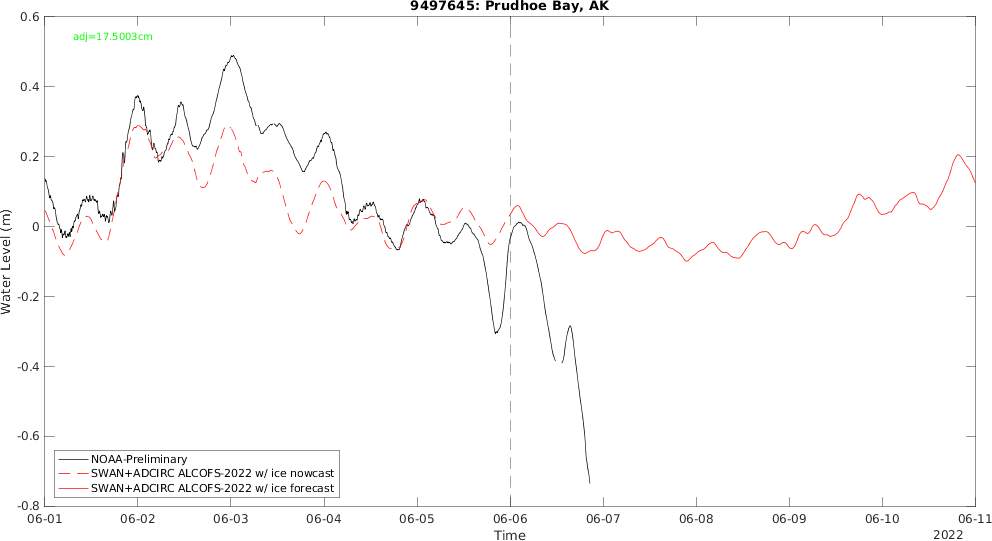 9497645: Prudhoe Bay, AK
adj=17.5003cm
Water Level (m)
0.6
0.4
0.2
0
-0.2
-0.4
-0.6
-0.8
NOAA-Preliminary
SWAN+ADCIRC ALCOFS-2022 w/ ice nowcast
SWAN+ADCIRC ALCOFS-2022 w/ ice forecast
06-01 06-02 06-03 06-04 06-05 06-06 06-07 06-08 06-09 06-10 06-11
Time
2022